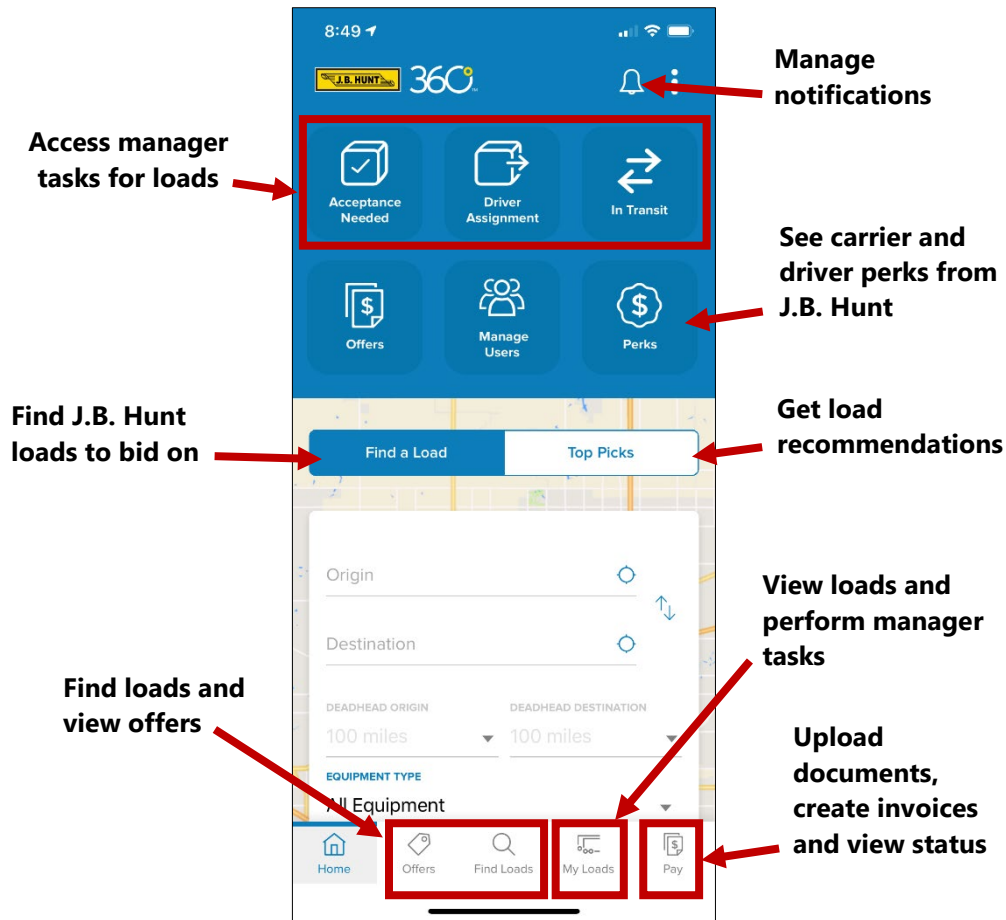 8:49
J.B. HUNT 360
Manage
notifications
Access manager
tasks for loads
Acceptance
Needed
Driver
Assignment
In Transit
See carrier and
driver perks from
J.B. Hunt
Offers
Manage
Users
Perks
Find J.B. Hunt
loads to bid on
Get load
recommendations
Find a Load
Top Picks
Origin
Destination
View loads and
perform manager
tasks
Find loads and
view offers
DEADHEAD ORIGIN
DEADHEAD DESTINATION
100 miles
100 miles
EQUIPMENT TYPE
All Equipment
Upload
documents,
create invoices
and view status
Home
Offers
Find Loads
My Loads
Pay